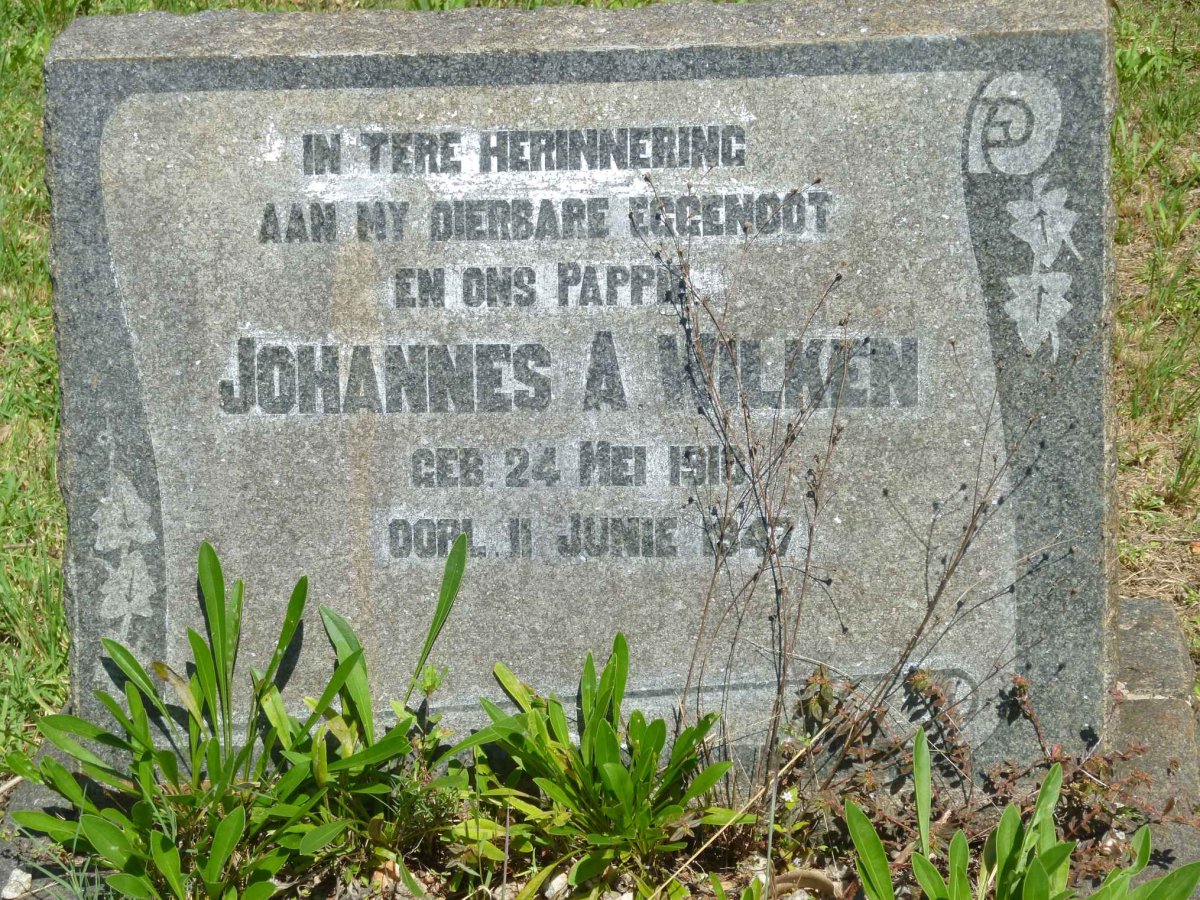 IN TERE HERINNERING
AAN MY DIERBARE EGGENOOT
EN ONS PAPPIE
JOHANNES A. WILKEN
GEB. 24 MEI
OORL. 11 JUNIE 1947